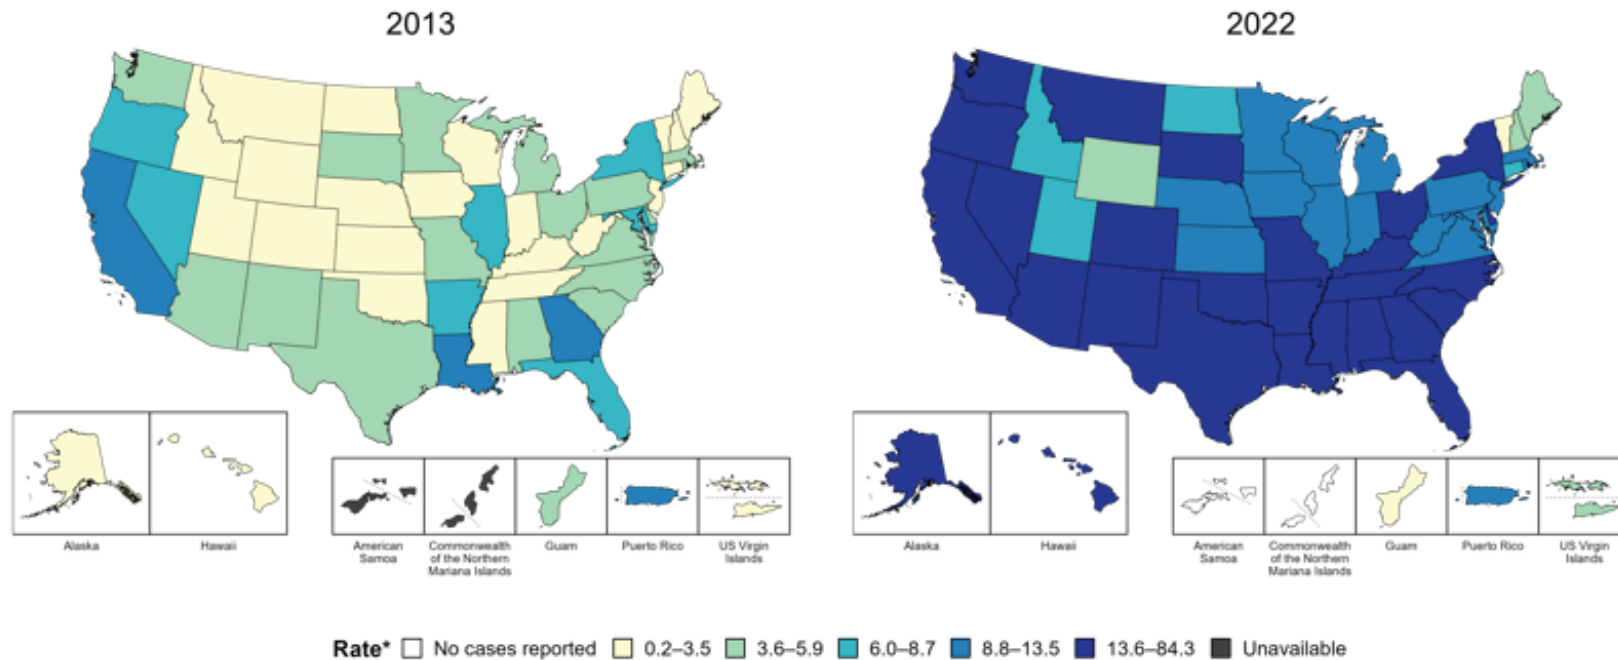 2013
2022
Alaska
Hawaii
American
Samoa
Commonwealth
of the Northern
Mariana Islands
Guam
Puerto Rico
US Virgin
Islands
Alaska
Hawaii
American
Samoa
Commonwealth
of the Northern
Mariana Islands
Guam
Puerto Rico
US Virgin
Islands
Rate* No cases reported 0.2–3.5 3.6–5.9 6.0–8.7 8.8–13.5 13.6–84.3 Unavailable